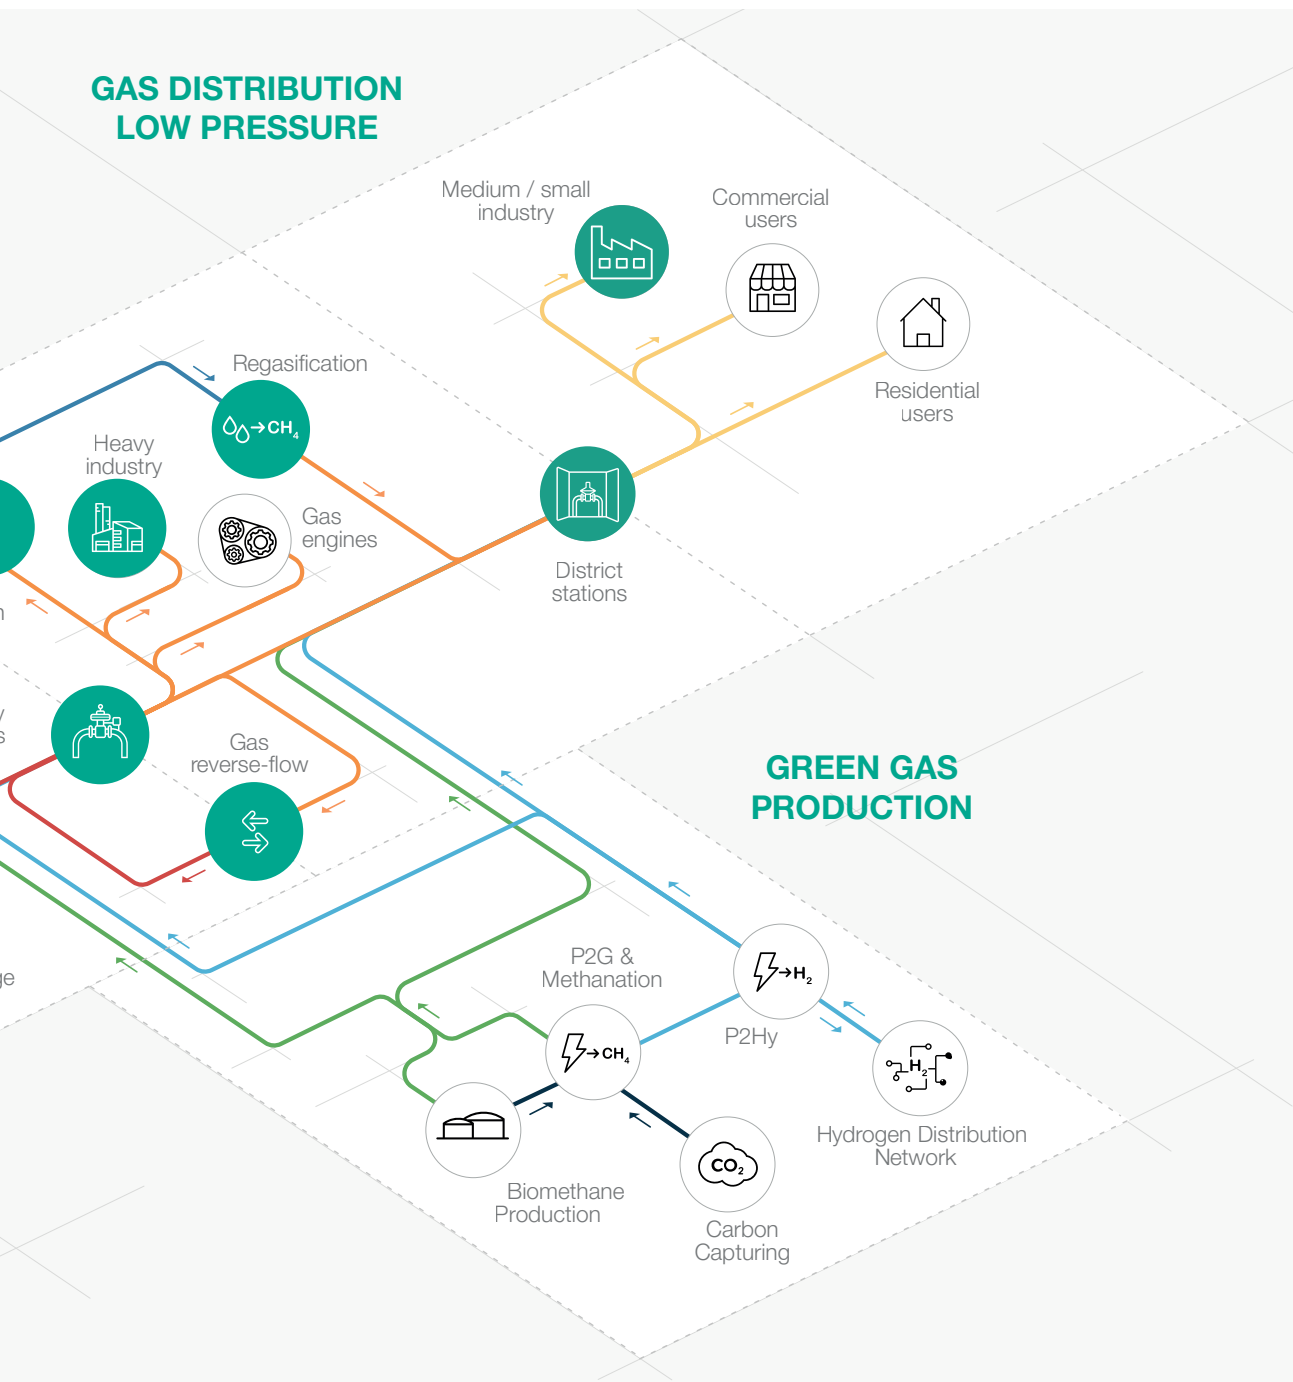 GAS DISTRIBUTION
LOW PRESSURE
Medium / small
industry
Commercial
users
Residential
users
Regasification
→CH₄
Heavy
industry
Gas
engines
District
stations
Gas
reverse-flow
GREEN GAS
PRODUCTION
P2G &
Methanation
→CH₄
→H₂
P2Hy
H₂
Hydrogen Distribution
Network
Biomethane
Production
CO₂
Carbon
Capturing